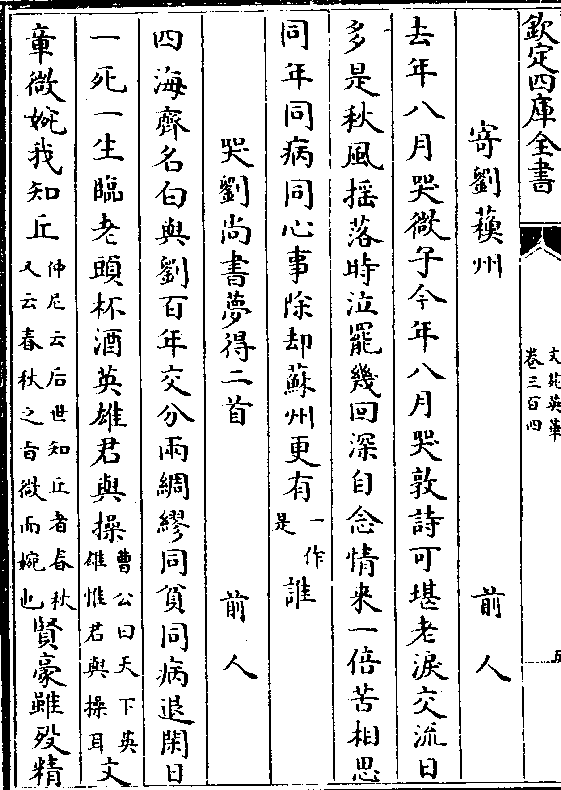 欽定四庫全書
文苑英華
卷三百四
寄劉蘓州　前人
去年八月哭微子今年八月哭敦詩可堪老淚交流日
多是秋風揺落時泣罷幾回深自念情來一倍苦相思
同年同病同心事除却蘇州更有一作是誰
哭劉尚書夢得二首　前人
四海齊名白與劉百年交分兩綢繆同貧同病退閑日
一死一生臨老頭杯酒英雄君與操曹公曰天下英雄惟君與操耳文
章微婉我知丘仲尼云后世知丘者春秋又云春秋之旨微而婉也賢豪雖殁精